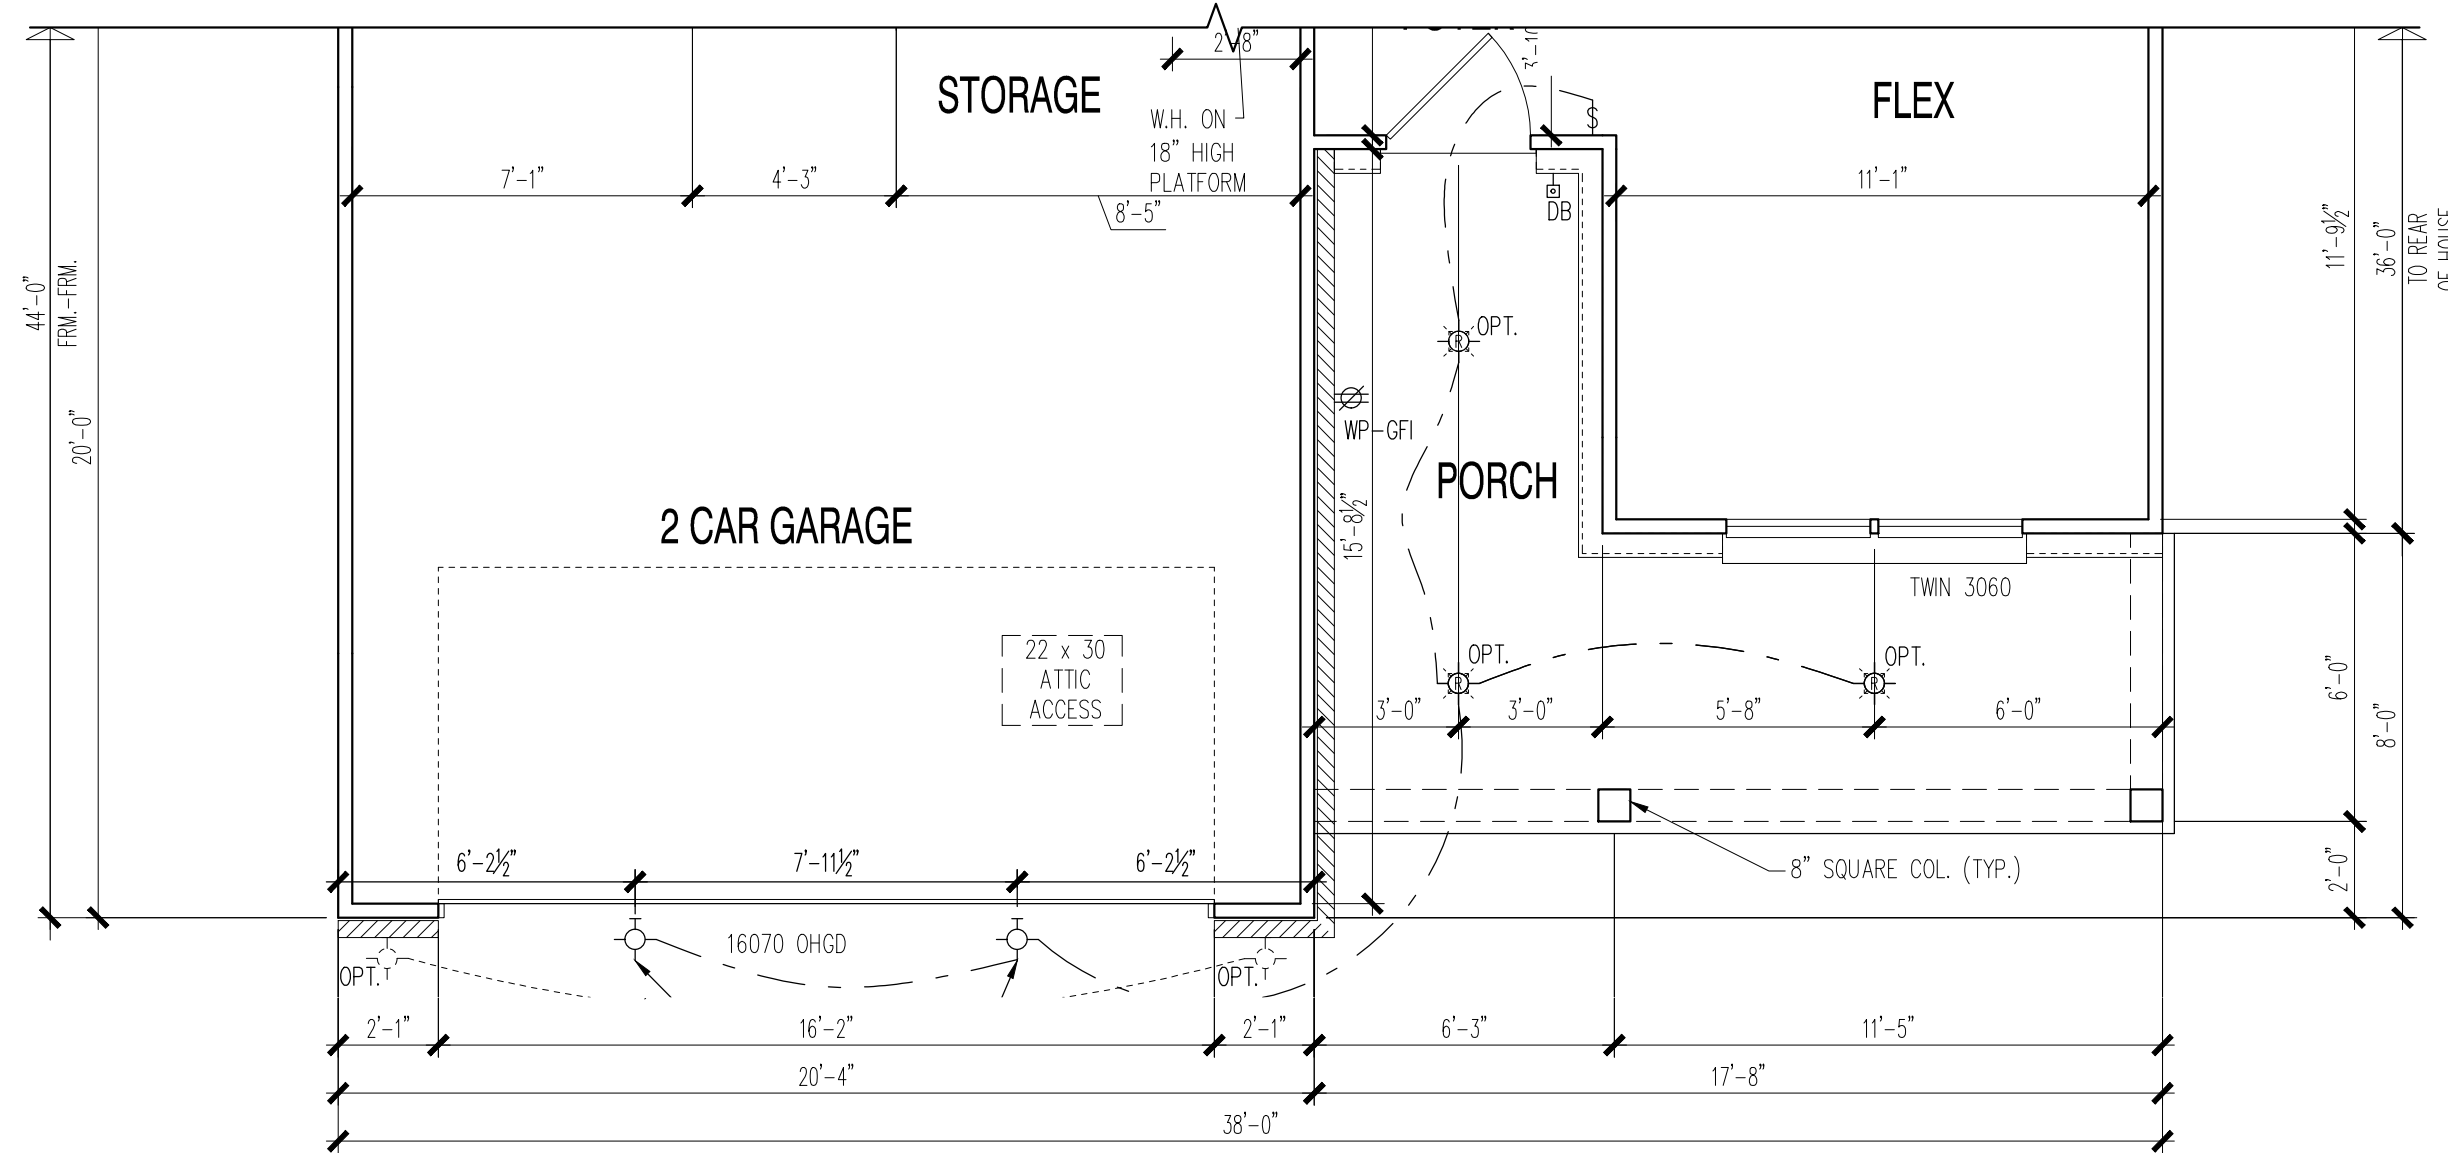 2'-8"
3'-10
STORAGE
FLEX
W.H. ON
18" HIGH
PLATFORM
S
7'-1"
4'-3"
8'-5"
11'-1"
DB
44'-0"
FRM.-FRM.
20'-0"
11'-9½"
36'-0"
TO REAR
OF HOUSE
R
OPT.
WP-GFI
PORCH
15'-8½"
2 CAR GARAGE
TWIN 3060
22 x 30
ATTIC
ACCESS
R
OPT.
R
OPT.
3'-0"
3'-0"
5'-8"
6'-0"
6'-0"
8'-0"
2'-0"
6'-2½"
7'-11½"
6'-2½"
8" SQUARE COL. (TYP.)
16070 OHGD
OPT.
OPT.
2'-1"
16'-2"
2'-1"
6'-3"
11'-5"
20'-4"
17'-8"
38'-0"